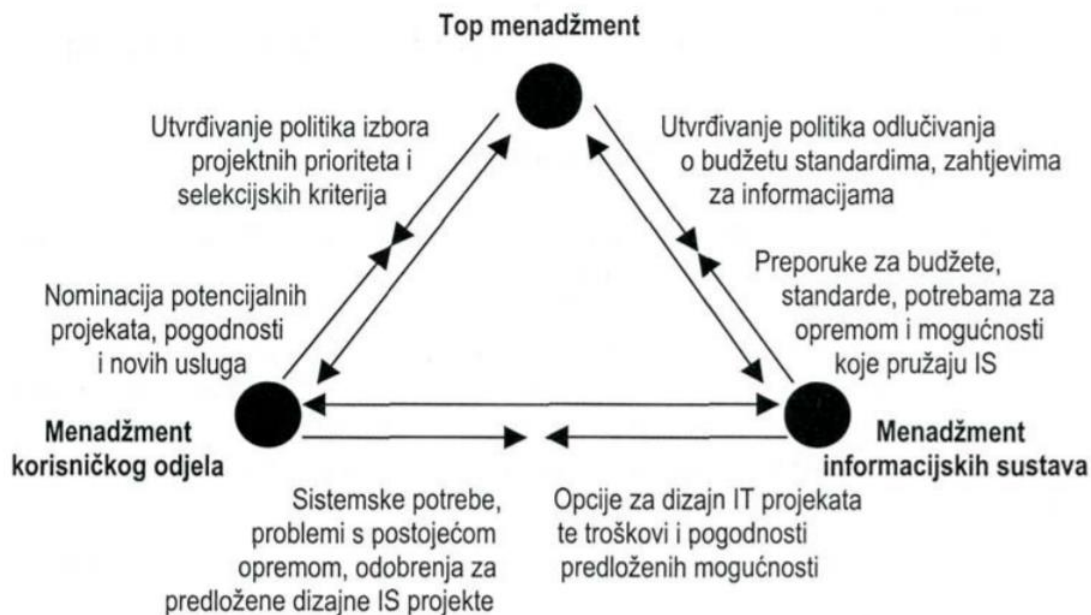 Top menadžment
Utvrđivanje politika izbora
projektnih prioriteta i
selekcijskih kriterija
Utvrđivanje politika odlučivanja
o budžetu standardima, zahtjevima
za informacijama
Nominacija potencijalnih
projekata, pogodnosti
i novih usluga
Preporuke za budžete,
standarde, potrebama za
opremom i mogućnosti
koje pružaju IS
Menadžment
korisničkog odjela
Menadžment
informacijskih sustava
Sistemske potrebe,
problemi s postojećom
opremom, odobrenja za
predložene dizajne IS projekte
Opcije za dizajn IT projekata
te troškovi i pogodnosti
predloženih mogućnosti